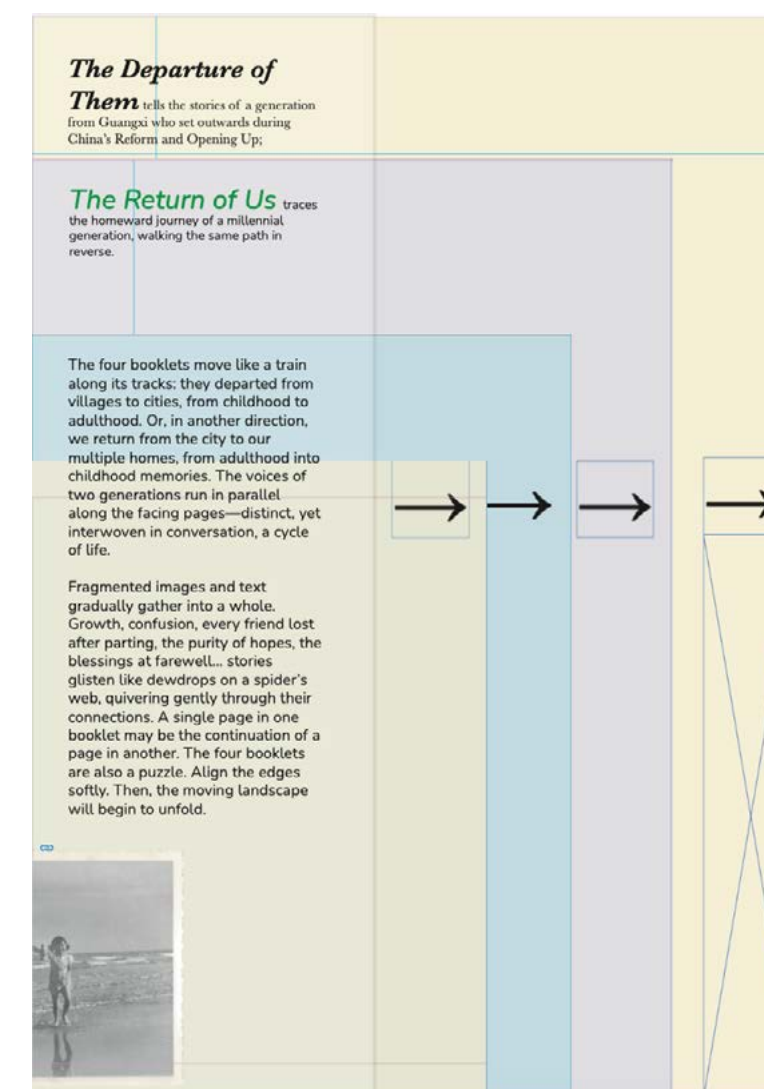 The Departure of
Them tells the stories of a generation
from Guangxi who set outwards during
China's Reform and Opening Up;
The Return of Us traces
the homeward journey of a millennial
generation, walking the same path in
reverse.
The four booklets move like a train
along its tracks: they departed from
villages to cities, from childhood to
adulthood. Or, in another direction,
we return from the city to our
multiple homes, from adulthood into
childhood memories. The voices of
two generations run in parallel
along the facing pages—distinct, yet
interwoven in conversation, a cycle
of life.
Fragmented images and text
gradually gather into a whole.
Growth, confusion, every friend lost
after parting, the purity of hopes, the
blessings at farewell... stories
glisten like dewdrops on a spider's
web, quivering gently through their
connections. A single page in one
booklet may be the continuation of a
page in another. The four booklets
are also a puzzle. Align the edges
softly. Then, the moving landscape
will begin to unfold.